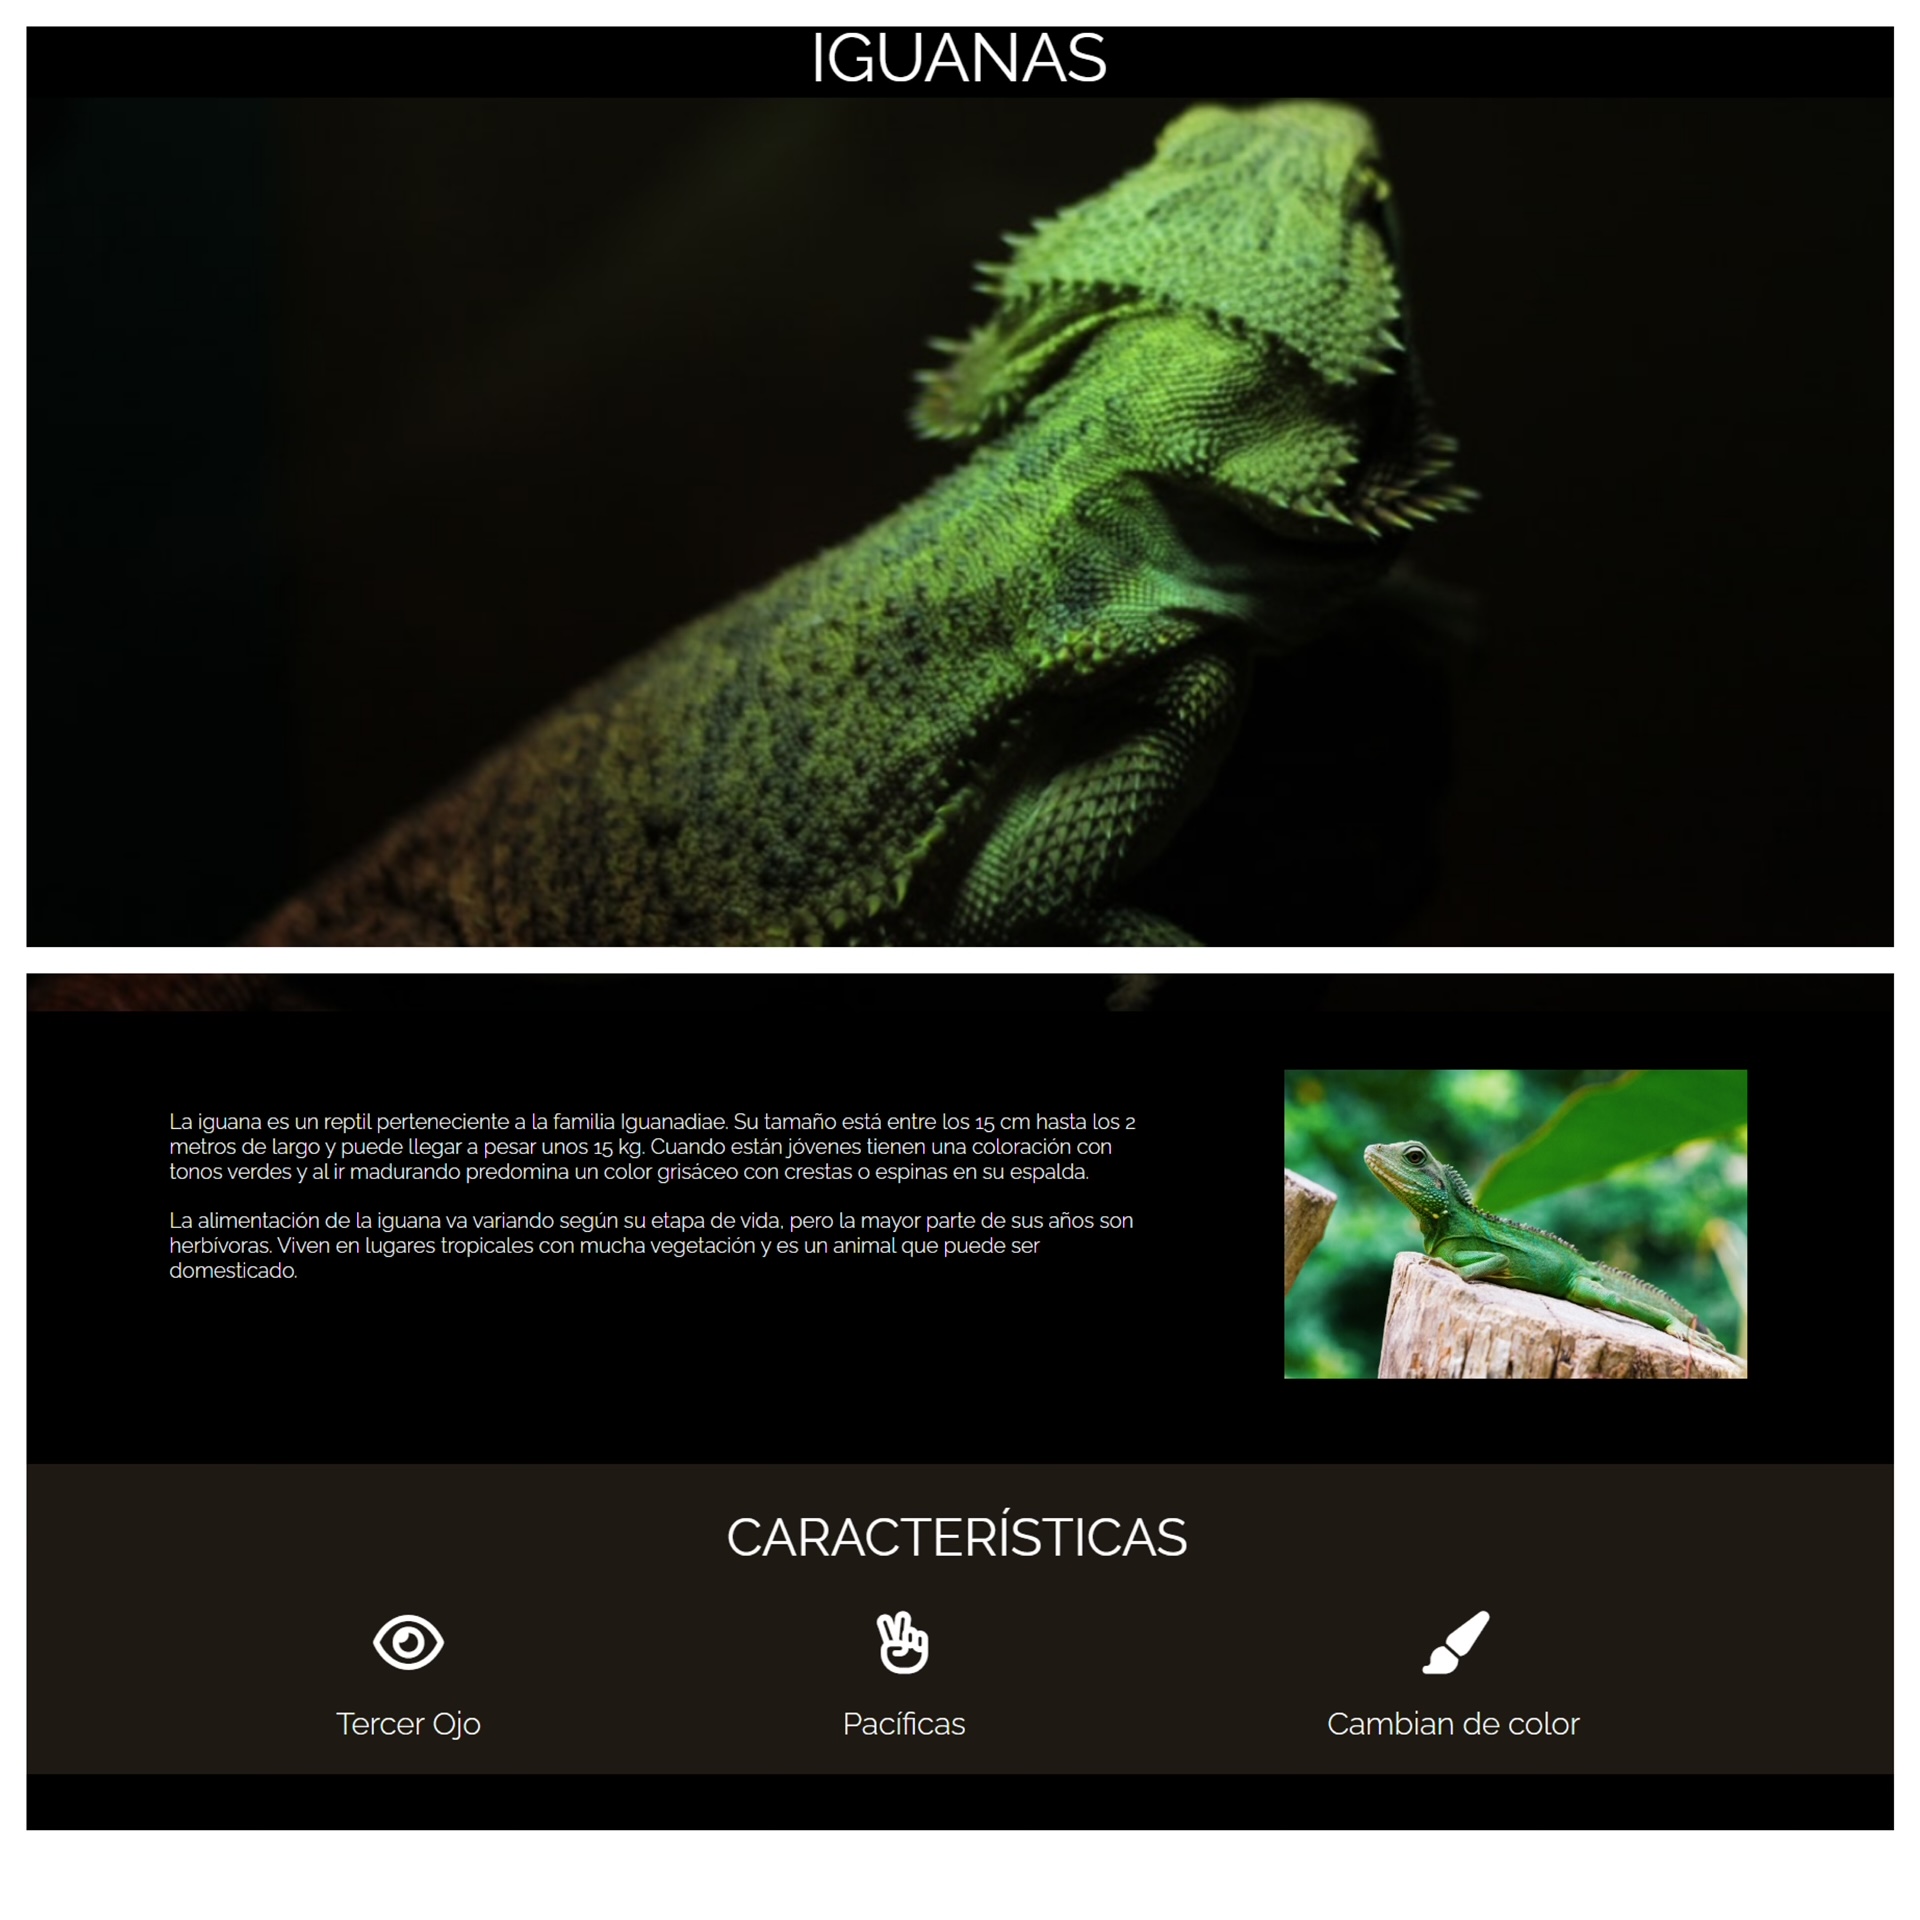 IGUANAS
La iguana es un reptil perteneciente a la familia Iguanadiae. Su tamaño está entre los 15 cm hasta los 2
metros de largo y puede llegar a pesar unos 15 kg. Cuando están jóvenes tienen una coloración con
tonos verdes y al ir madurando predomina un color grisáceo con crestas o espinas en su espalda.
La alimentación de la iguana va variando según su etapa de vida, pero la mayor parte de sus años son
herbívoras. Viven en lugares tropicales con mucha vegetación y es un animal que puede ser
domesticado.
CARACTERÍSTICAS
Tercer Ojo
Pacíficas
Cambian de color